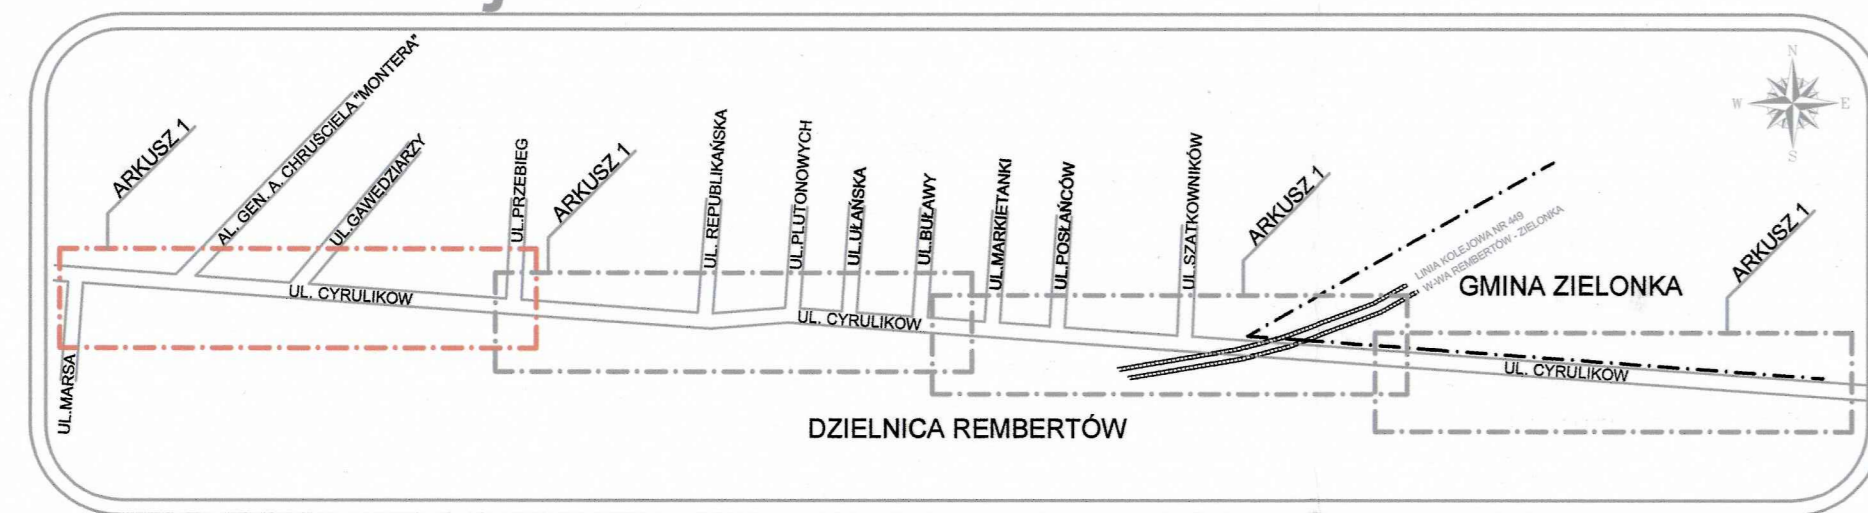 N
W
E
S
ARKUSZ 1
AL. GEN. A. CHRUŚCIELA "MONTERA"
UL.GAWĘDZIARZY
UL.PRZEBIEG
ARKUSZ 1
UL. REPUBLIKAŃSKA
UL.PLUTONOWYCH
UL.UŁAŃSKA
UL.BUŁAWY
UL.MARKIETANKI
UL.POSŁAŃCÓW
UL.SZATKOWNIKÓW
ARKUSZ 1
LINIA KOLEJOWA NR 449
W-WA REMBERTÓW - ZIELONKA
GMINA ZIELONKA
ARKUSZ 1
UL. CYRULIKÓW
UL. CYRULIKÓW
UL. CYRULIKÓW
UL.MARSA
DZIELNICA REMBERTÓW